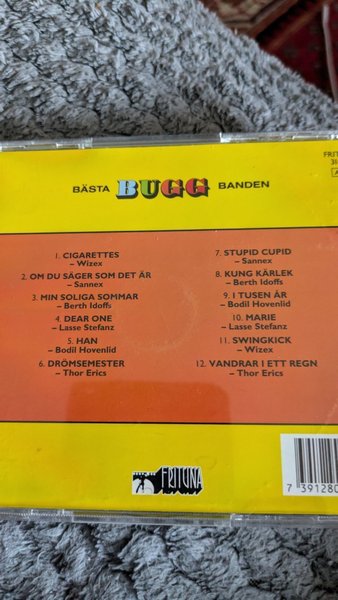 FRIT
BÄSTA BUGG BANDEN
1. CIGARETTES
– Wizex
2. OM DU SÄGER SOM DET ÄR
– Sannex
3. MIN SOLIGA SOMMAR
– Berth Idoffs
4. DEAR ONE
– Lasse Stefanz
5. HAN
– Bodil Hovenlid
6. DRÖMSEMESTER
– Thor Erics
7. STUPID CUPID
– Sannex
8. KUNG KÄRLEK
– Berth Idoffs
9. I TUSEN ÅR
– Bodil Hovenlid
10. MARIE
– Lasse Stefanz
11. SWINGKICK
– Wizex
12. VANDRAR I ETT REGN
– Thor Erics
FRITUNA
7 391280